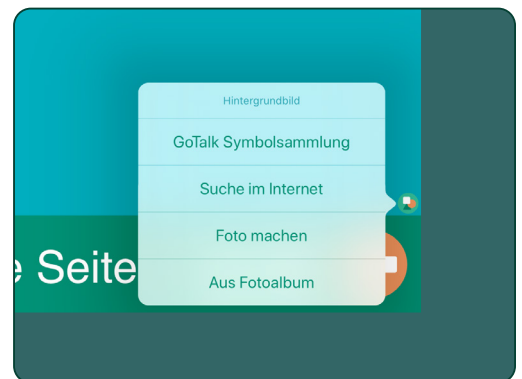 Hintergrundbild
GoTalk Symbolsammlung
Suche im Internet
Foto machen
Seite
Aus Fotoalbum